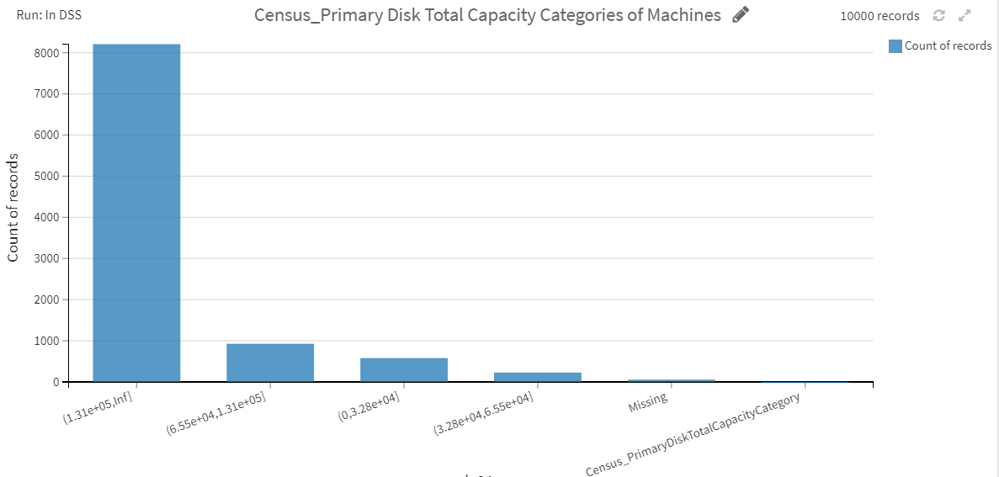 Run: In DSS
Census_Primary Disk Total Capacity Categories of Machines
10000 records
Count of records
Count of records
8000
7000
6000
5000
4000
3000
2000
1000
0
(1.31e+05,Inf]
(6.55e+04,1.31e+05]
(0,3.28e+04]
(3.28e+04,6.55e+04]
Missing
Census_PrimaryDiskTotalCapacityCategory